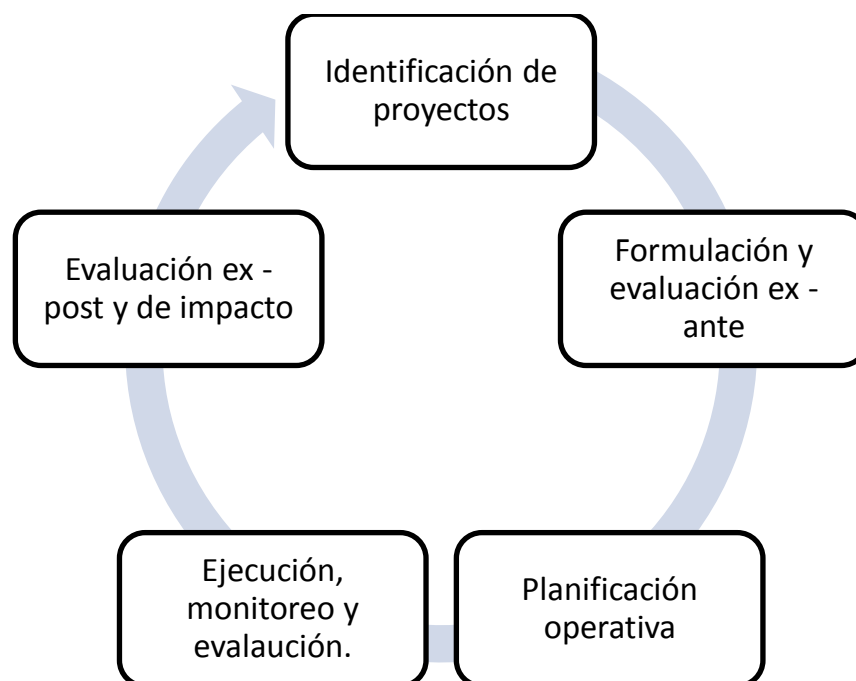 Identificación de
proyectos
Formulación y
evaluación ex -
ante
Planificación
operativa
Ejecución,
monitoreo y
evalaución.
Evaluación ex -
post y de impacto